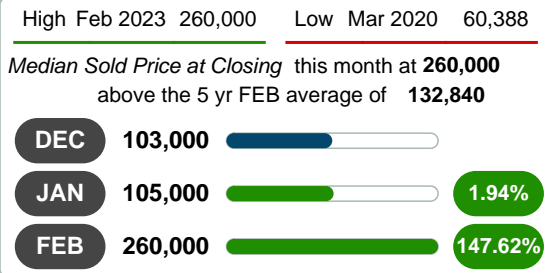 High Feb 2023 260,000 Low Mar 2020 60,388
Median Sold Price at Closing this month at 260,000
above the 5 yr FEB average of 132,840
DEC 103,000
JAN 105,000 1.94%
FEB 260,000 147.62%